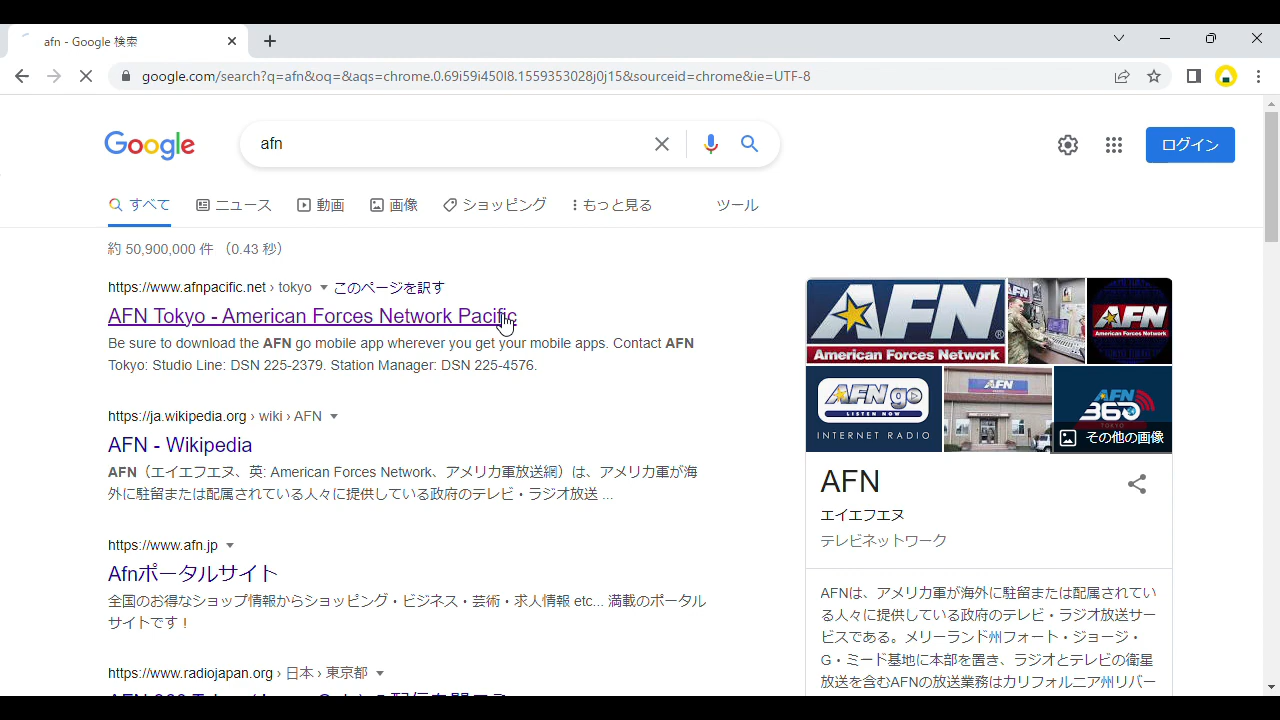 afn - Google 検索
google.com/search?q=afn&oq=&aqs=chrome.0.69i59i450l8.1559353028j0j15&sourceid=chrome&ie=UTF-8
Google
afn
ログイン
すべて ニュース 動画 画像 ショッピング もっと見る ツール
約 50,900,000 件 （0.43 秒）
https://www.afnpacific.net › tokyo このページを訳す
AFN Tokyo - American Forces Network Pacific
Be sure to download the AFN go mobile app wherever you get your mobile apps. Contact AFN
Tokyo: Studio Line: DSN 225-2379. Station Manager: DSN 225-4576.
https://ja.wikipedia.org › wiki › AFN
AFN - Wikipedia
AFN（エイエフエヌ、英: American Forces Network、アメリカ軍放送網）は、アメリカ軍が海
外に駐留または配属されている人々に提供している政府のテレビ・ラジオ放送 ...
https://www.afn.jp
Afnポータルサイト
全国のお得なショップ情報からショッピング・ビジネス・芸術・求人情報 etc... 満載のポータル
サイトです！
https://www.radiojapan.org › 日本 › 東京都
AFN®
American Forces Network
AFN
AFN
AFN go
LISTEN NOW
INTERNET RADIO
AFN
AFN
360
TOKYO
その他の画像
AFN
エイエフエヌ
テレビネットワーク
AFNは、アメリカ軍が海外に駐留または配属されてい
る人々に提供している政府のテレビ・ラジオ放送サー
ビスである。メリーランド州フォート・ジョージ・
G・ミード基地に本部を置き、ラジオとテレビの衛星
放送を含むAFNの放送業務はカリフォルニア州リバー